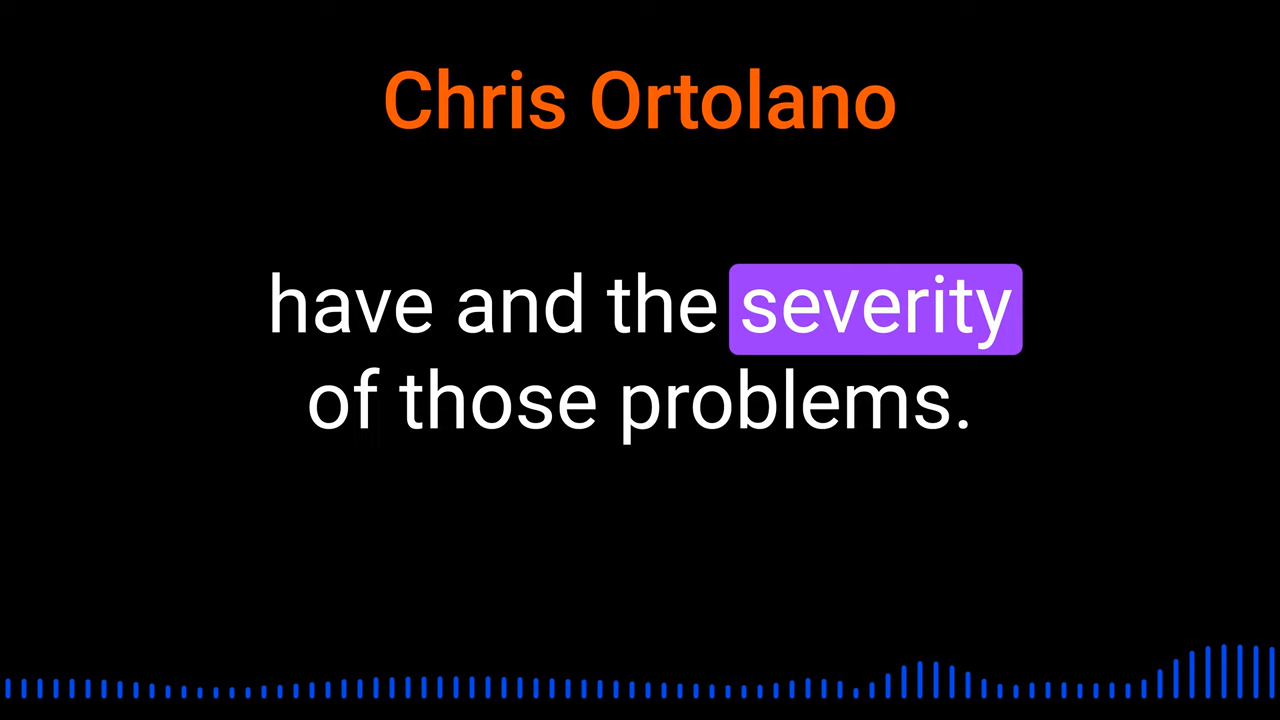 Chris Ortolano
have and the severity
of those problems.